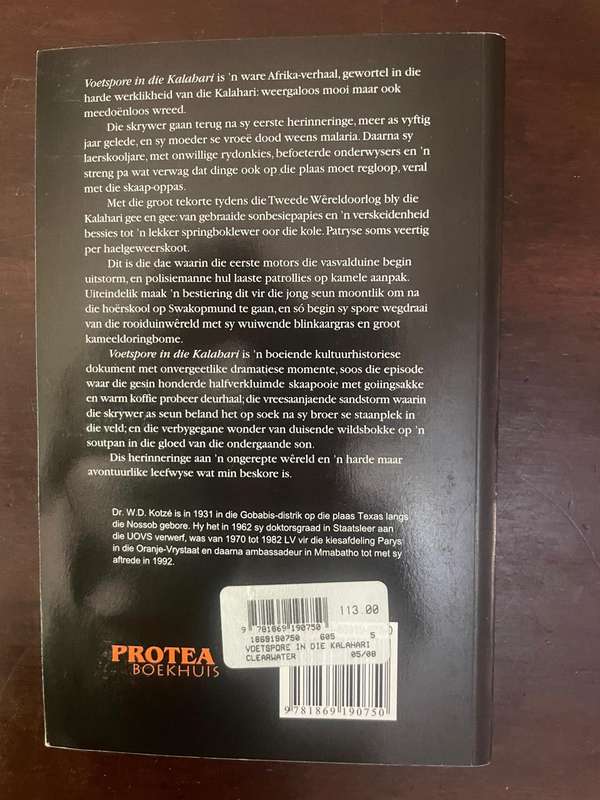 Voetspore in die Kalahari is 'n ware Afrika-verhaal, gewortel in die
harde werklikheid van die Kalahari: weergaloos mooi maar ook
meedoënloos wreed.
Die skrywer gaan terug na sy eerste herinneringe, meer as vyftig
jaar gelede, en sy moeder se vroeë dood weens malaria. Daarna sy
laerskooljare, met onwillige rydonkies, befoeterde onderwysers en 'n
streng pa wat verwag dat dinge ook op die plaas moet regloop, veral
met die skaap-oppas.
Met die groot tekorte tydens die Tweede Wêreldoorlog bly die
Kalahari gee en gee: van gebraaide sonbesiepapies en 'n verskeidenheid
bessies tot 'n lekker springboklewer oor die kole. Patryse soms veertig
per haelgeweerskoot.
Dit is die dae waarin die eerste motors die vasvalduine begin
uitstorm, en polisiemanne hul laaste patrollies op kamele aanpak.
Uiteindelik maak 'n bestiering dit vir die jong seun moontlik om na
die hoërskool op Swakopmund te gaan, en só begin sy spore wegdraai
van die rooiduinwêreld met sy wuiwende blinkaargras en groot
kameeldoringbome.
Voetspore in die Kalahari is 'n boeiende kultuurhistoriese
dokument met onvergeetlike dramatiese momente, soos die episode
waar die gesin honderde halfverkluimde skaapooie met goiingsakke
en warm koffie probeer deurhaal; die vreesaanjaende sandstorm waarin
die skrywer as seun beland het op soek na sy broer se staanplek in
die veld; en die verbygegane wonder van duisende wildsbokke op 'n
soutpan in die gloed van die ondergaande son.
Dis herinneringe aan 'n ongerepte wêreld en 'n harde maar
avontuurlike leefwyse wat min beskore is.
Dr. W.D. Kotzé is in 1931 in die Gobabis-distrik op die plaas Texas langs
die Nossob gebore. Hy het in 1962 sy doktorsgraad in Staatsleer aan
die UOVS verwerf, was van 1970 tot 1982 LV vir die kiesafdeling Parys
in die Oranje-Vrystaat en daarna ambassadeur in Mmabatho tot met sy
aftrede in 1992.
113.00
9 781869 190750
1869190750 605 5
VOETSPORE IN DIE KALAHARI
CLEARWATER 05/08
PROTEA
BOEKHUIS
9 781869 190750